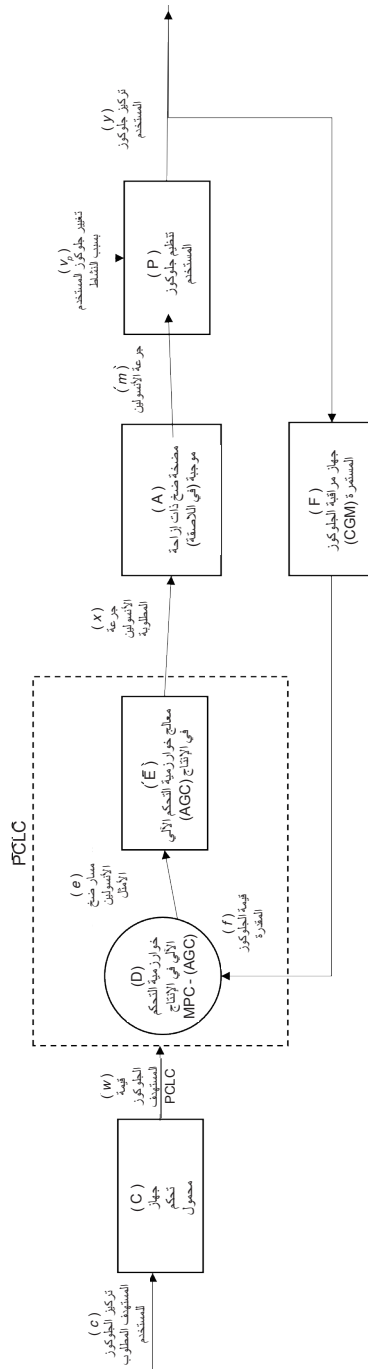 (c)
تركيز الجلوكوز
المستهدف المطلوب
للمستخدم
(C)
جهاز
تحكم
محمول
(w)
قيمة
الجلوكوز
المستهدف
PCLC
PCLC
(D)
خوارزمية التحكم
الآلي في الإنتاج
MPC - (AGC)
(e)
مسار ضخ
الأنسولين
الأمثل
(E)
معالج خوارزمية التحكم الآلي
في الإنتاج (AGC)
(f)
قيمة الجلوكوز
المقدرة
(x)
جرعة
الأنسولين
المطلوبة
(A)
مضخة ضخ ذات إزاحة
موجبة (في اللاصقة)
(m)
جرعة الأنسولين
(vp)
تغيير جلوكوز المستخدم
بسبب النشاط
(P)
تنظيم جلوكوز
المستخدم
(y)
تركيز جلوكوز
المستخدم
(F)
جهاز مراقبة الجلوكوز
المستمرة (CGM)